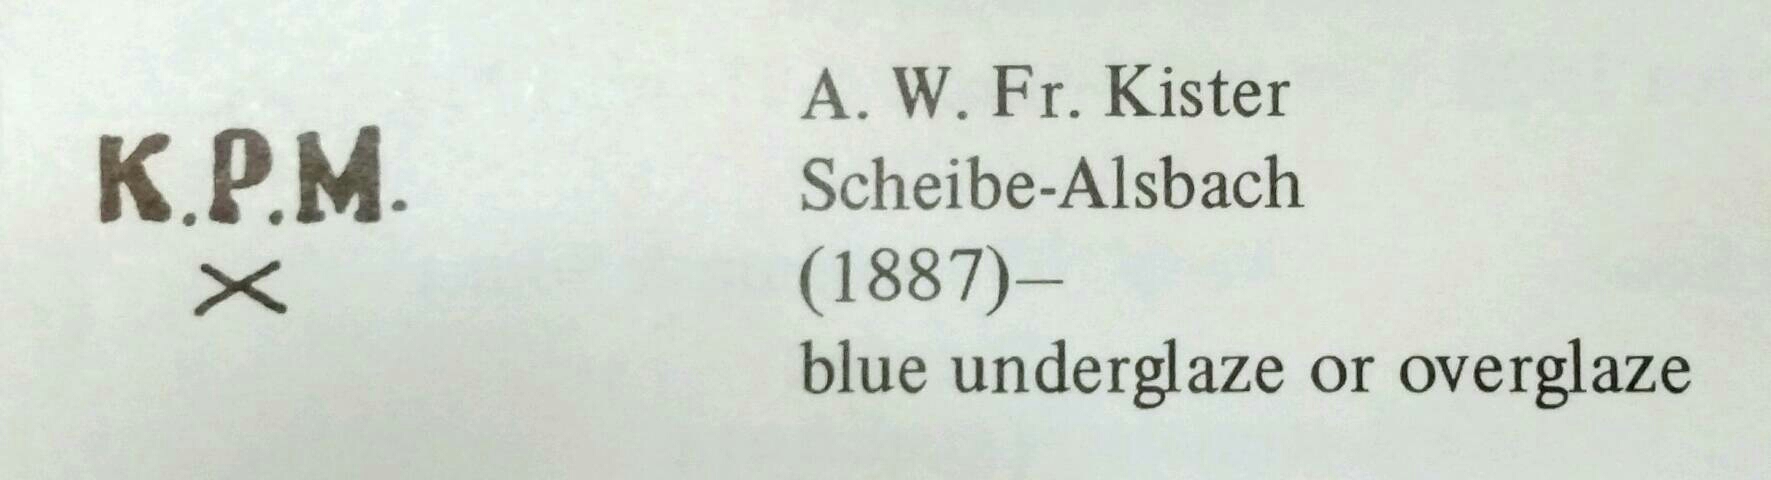 K.P.M.
A. W. Fr. Kister
Scheibe-Alsbach
(1887)—
blue underglaze or overglaze